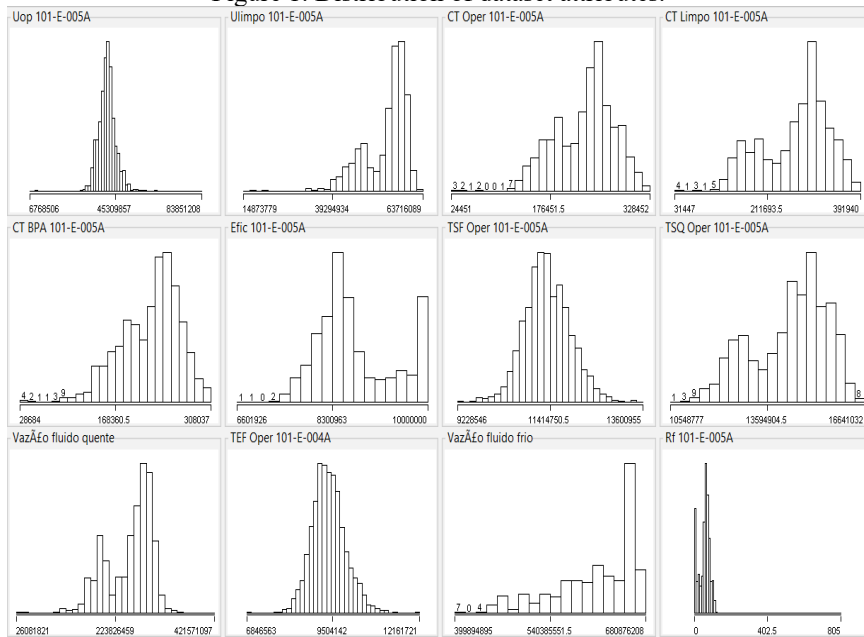 Uop 101-E-005A
Ulimpo 101-E-005A
CT Oper 101-E-005A
CT Limpo 101-E-005A
3 2 1 2 0 0 1 7
4 1 3 1 5
6768506 45309857 83851208
14873779 39294934 63716089
24451 176451.5 328452
31447 211693.5 391940
CT BPA 101-E-005A
Efic 101-E-005A
TSF Oper 101-E-005A
TSQ Oper 101-E-005A
4 2 1 1 3 9
1 1 0 2
1 3 9
8
26684 168360.5 308037
6601926 8300963 10000000
9228546 11414750.5 13600955
10548777 13594904.5 16641032
VazÃ£o fluido quente
TEF Oper 101-E-004A
VazÃ£o fluido frio
Rf 101-E-005A
7 0 4
26081821 223826459 421571097
6846563 9504142 12161721
399894895 540385551.5 680876208
0 402.5 805